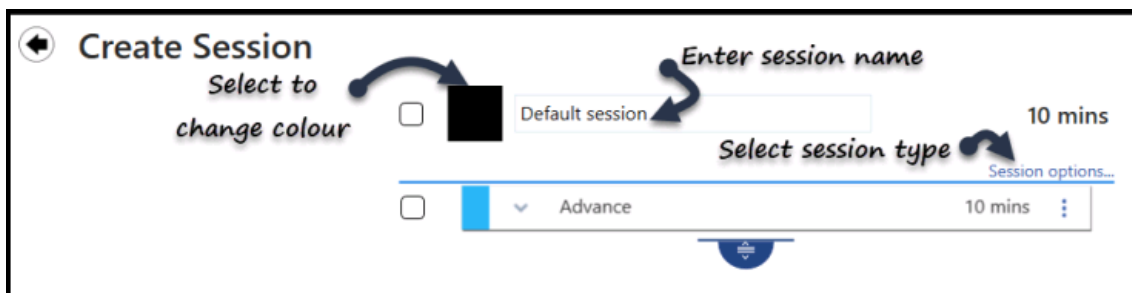 Create Session
Enter session name
Select to
change colour
Default session
10 mins
Select session type
Session options...
Advance
10 mins